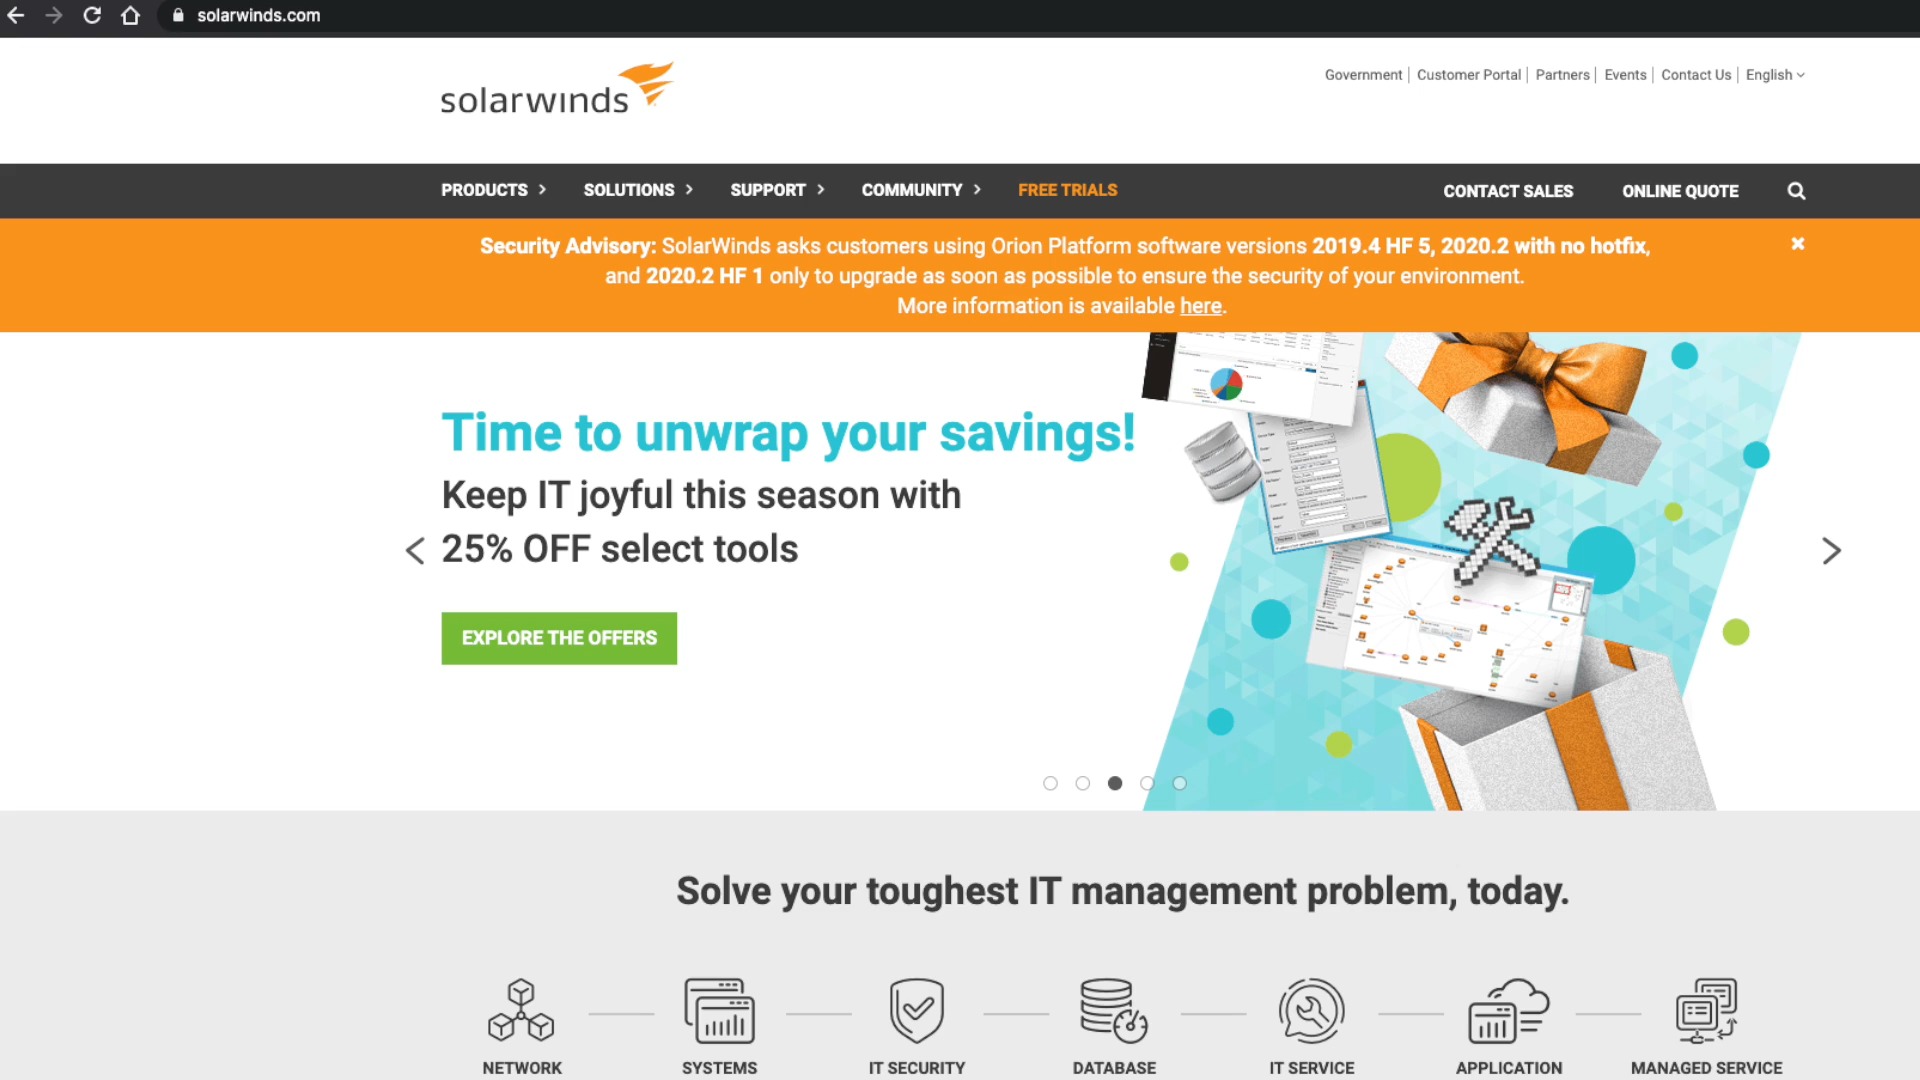 solarwinds.com
solarwinds
Government
Customer Portal
Partners
Events
Contact Us
English
PRODUCTS
SOLUTIONS
SUPPORT
COMMUNITY
FREE TRIALS
CONTACT SALES
ONLINE QUOTE
Security Advisory: SolarWinds asks customers using Orion Platform software versions 2019.4 HF 5, 2020.2 with no hotfix,
and 2020.2 HF 1 only to upgrade as soon as possible to ensure the security of your environment.
More information is available here.
Time to unwrap your savings!
Keep IT joyful this season with
25% OFF select tools
EXPLORE THE OFFERS
Solve your toughest IT management problem, today.
NETWORK
SYSTEMS
IT SECURITY
DATABASE
IT SERVICE
APPLICATION
MANAGED SERVICE